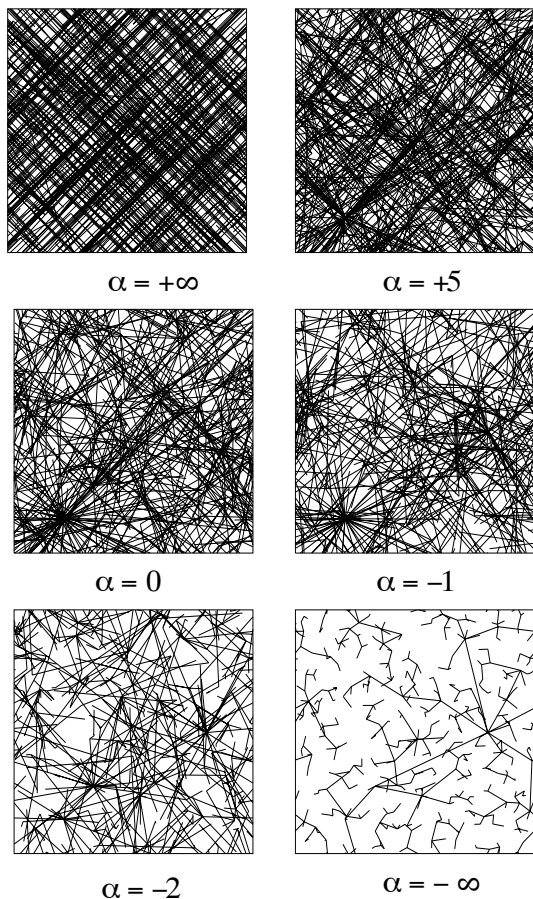 α = +∞
α = +5
α = 0
α = −1
α = −2
α = − ∞